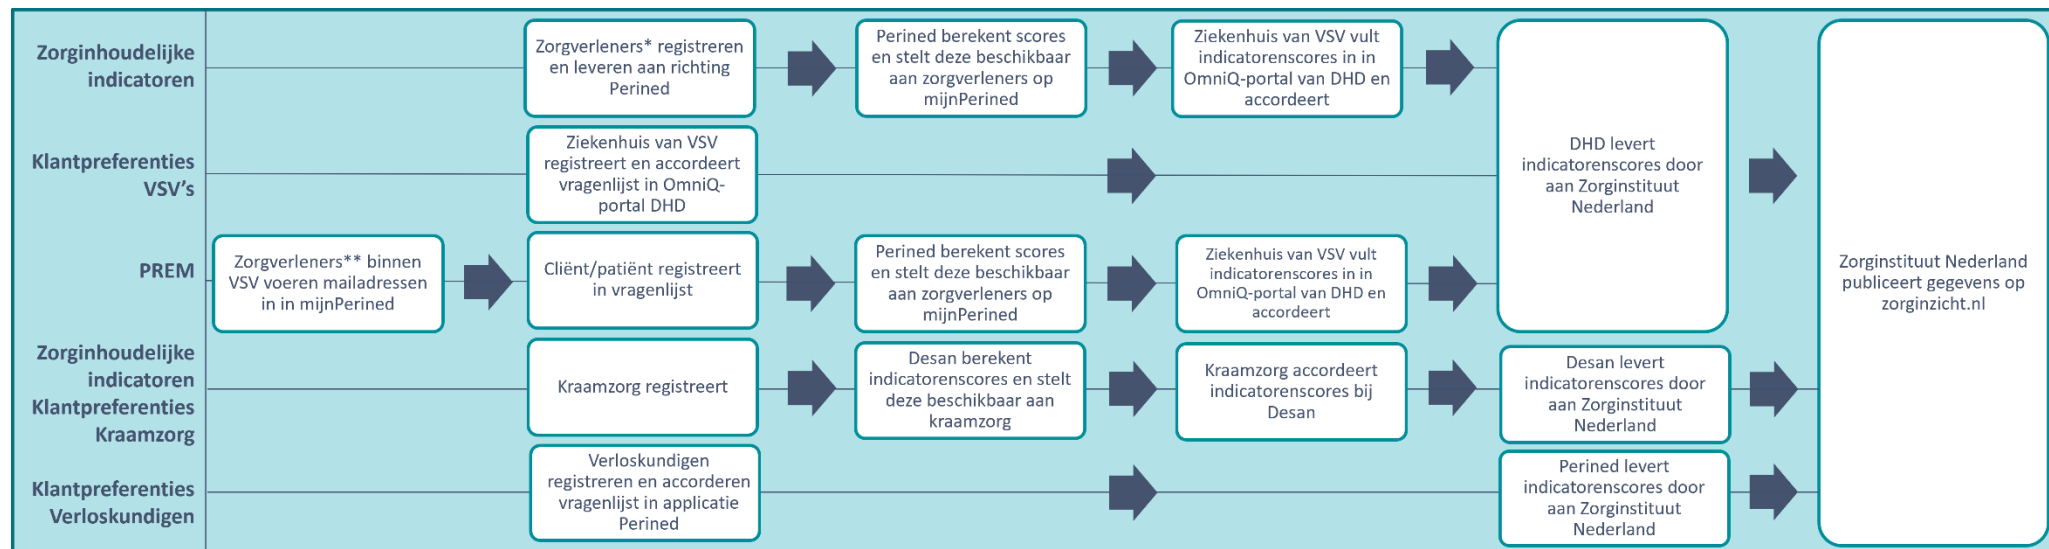 Zorginhoudelijke
indicatoren
Zorgverleners* registreren
en leveren aan richting
Perined
Perined berekent scores
en stelt deze beschikbaar
aan zorgverleners op
mijnPerined
Ziekenhuis van VSV vult
indicatorenscores in in
OmniQ-portal van DHD en
accordeert
Klantpreferenties
VSV's
Ziekenhuis van VSV
registreert en accordeert
vragenlijst in OmniQ-
portal DHD
DHD levert
indicatorenscores door
aan Zorginstituut
Nederland
PREM
Zorgverleners** binnen
VSV voeren mailadressen
in in mijnPerined
Cliënt/patiënt registreert
in vragenlijst
Perined berekent scores
en stelt deze beschikbaar
aan zorgverleners op
mijnPerined
Ziekenhuis van VSV vult
indicatorenscores in in
OmniQ-portal van DHD en
accordeert
Zorginstituut Nederland
publiceert gegevens op
zorginzicht.nl
Zorginhoudelijke
indicatoren
Klantpreferenties
Kraamzorg
Kraamzorg registreert
Desan berekent
indicatorenscores en stelt
deze beschikbaar aan
kraamzorg
Kraamzorg accordeert
indicatorenscores bij
Desan
Desan levert
indicatorenscores door
aan Zorginstituut
Nederland
Klantpreferenties
Verloskundigen
Verloskundigen
registreren en accorderen
vragenlijst in applicatie
Perined
Perined levert
indicatorenscores door
aan Zorginstituut
Nederland